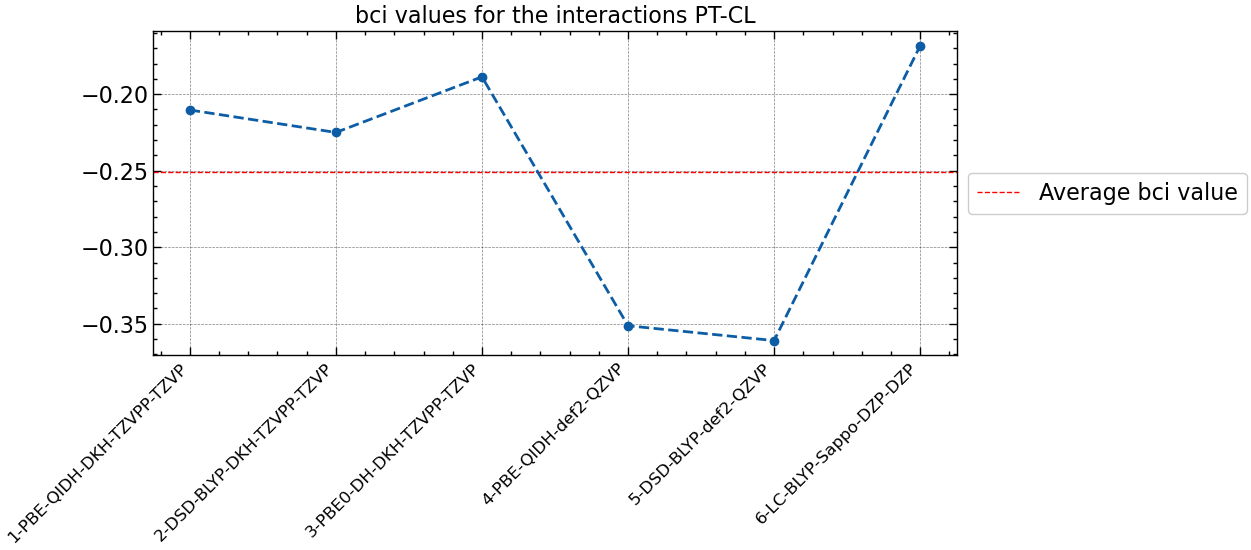 bci values for the interactions PT-CL
−0.20
−0.25
−0.30
−0.35
1-PBE-QIDH-DKH-TZVPP-TZVP
2-DSD-BLYP-DKH-TZVPP-TZVP
3-PBE0-DH-DKH-TZVPP-TZVP
4-PBE-QIDH-def2-QZVP
5-DSD-BLYP-def2-QZVP
6-LC-BLYP-Sappo-DZP-DZP
Average bci value